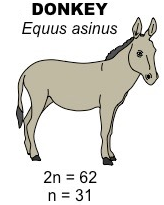 DONKEY
Equus asinus
2n = 62
n = 31